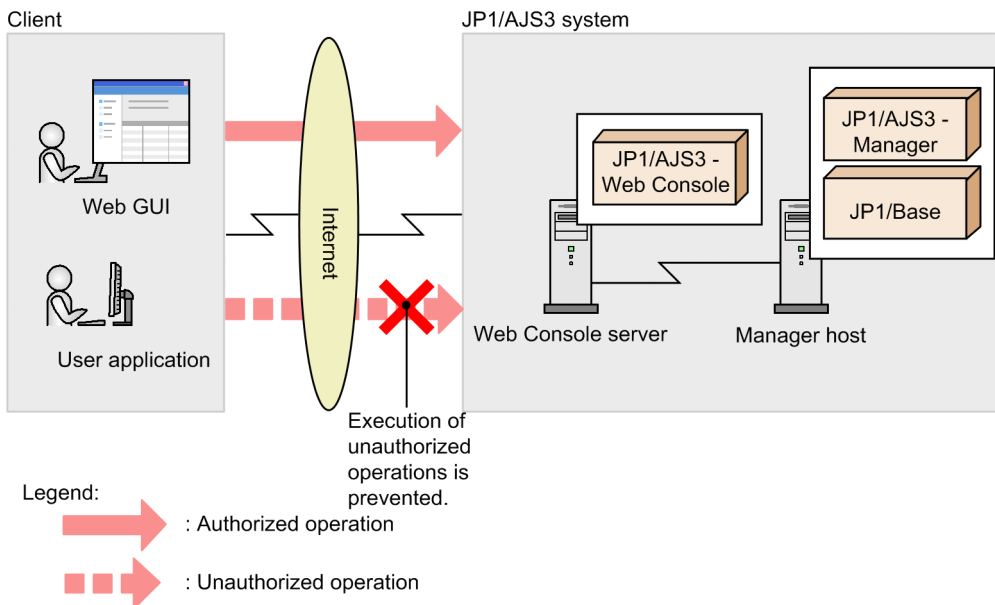 Client
JP1/AJS3 system
Web GUI
User application
Internet
JP1/AJS3 -
Web Console
JP1/AJS3 -
Manager
JP1/Base
Web Console server
Manager host
Execution of
unauthorized
operations is
prevented.
Legend:
: Authorized operation
: Unauthorized operation